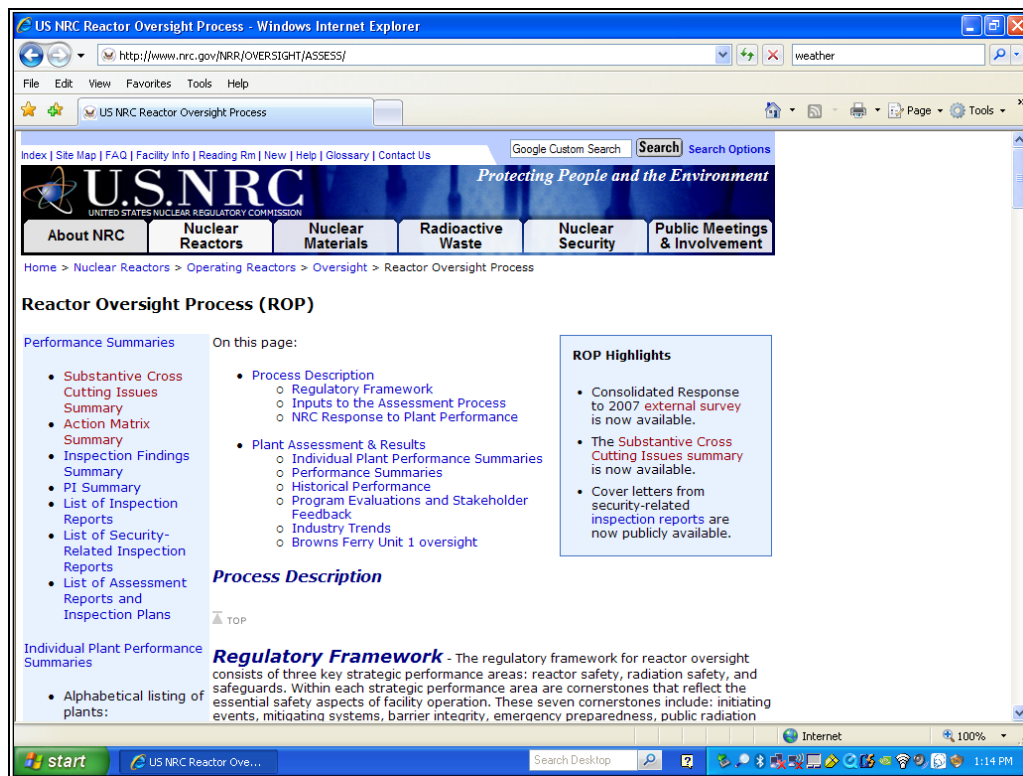 US NRC Reactor Oversight Process - Windows Internet Explorer
http://www.nrc.gov/NRR/OVERSIGHT/ASSESS/
weather
File Edit View Favorites Tools Help
US NRC Reactor Oversight Process
Page Tools
Index | Site Map | FAQ | Facility Info | Reading Rm | New | Help | Glossary | Contact Us
Google Custom Search Search Search Options
U.S.NRC
UNITED STATES NUCLEAR REGULATORY COMMISSION
Protecting People and the Environment
About NRC
Nuclear Reactors
Nuclear Materials
Radioactive Waste
Nuclear Security
Public Meetings & Involvement
Home > Nuclear Reactors > Operating Reactors > Oversight > Reactor Oversight Process
Reactor Oversight Process (ROP)
Performance Summaries
• Substantive Cross
Cutting Issues
Summary
• Action Matrix
Summary
• Inspection Findings
Summary
• PI Summary
• List of Inspection
Reports
• List of Security-
Related Inspection
Reports
• List of Assessment
Reports and
Inspection Plans
Individual Plant Performance
Summaries
• Alphabetical listing of
plants:
On this page:
• Process Description
o Regulatory Framework
o Inputs to the Assessment Process
o NRC Response to Plant Performance
• Plant Assessment & Results
o Individual Plant Performance Summaries
o Performance Summaries
o Historical Performance
o Program Evaluations and Stakeholder
Feedback
o Industry Trends
o Browns Ferry Unit 1 oversight
ROP Highlights
• Consolidated Response
to 2007 external survey
is now available.
• The Substantive Cross
Cutting Issues summary
is now available.
• Cover letters from
security-related
inspection reports are
now publicly available.
Process Description
TOP
Regulatory Framework - The regulatory framework for reactor oversight
consists of three key strategic performance areas: reactor safety, radiation safety, and
safeguards. Within each strategic performance area are cornerstones that reflect the
essential safety aspects of facility operation. These seven cornerstones include: initiating
events, mitigating systems, barrier integrity, emergency preparedness, public radiation
Internet
100%
start
US NRC Reactor Ove...
Search Desktop
1:14 PM